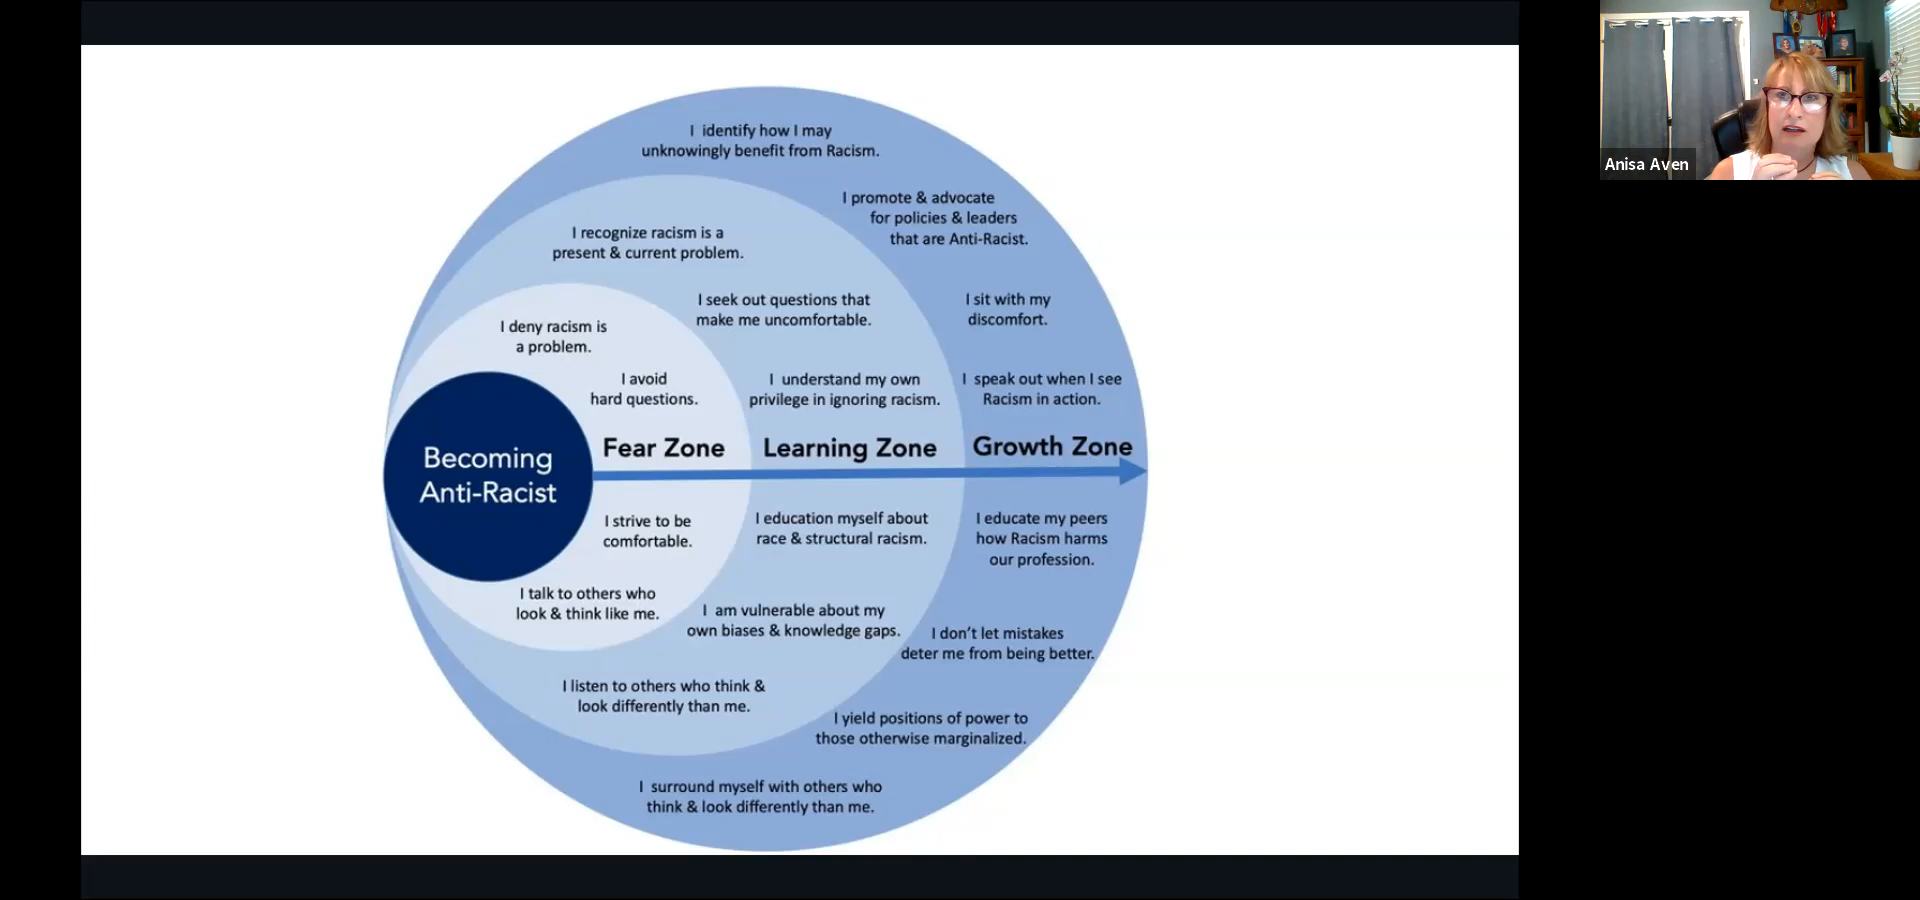 I identify how I may
unknowingly benefit from Racism.
I promote & advocate
for policies & leaders
that are Anti-Racist.
I recognize racism is a
present & current problem.
I seek out questions that
make me uncomfortable.
I sit with my
discomfort.
I deny racism is
a problem.
I avoid
hard questions.
I understand my own
privilege in ignoring racism.
I speak out when I see
Racism in action.
Becoming
Anti-Racist
Fear Zone
Learning Zone
Growth Zone
I strive to be
comfortable.
I education myself about
race & structural racism.
I educate my peers
how Racism harms
our profession.
I talk to others who
look & think like me.
I am vulnerable about my
own biases & knowledge gaps.
I don't let mistakes
deter me from being better.
I listen to others who think &
look differently than me.
I yield positions of power to
those otherwise marginalized.
I surround myself with others who
think & look differently than me.
Anisa Aven